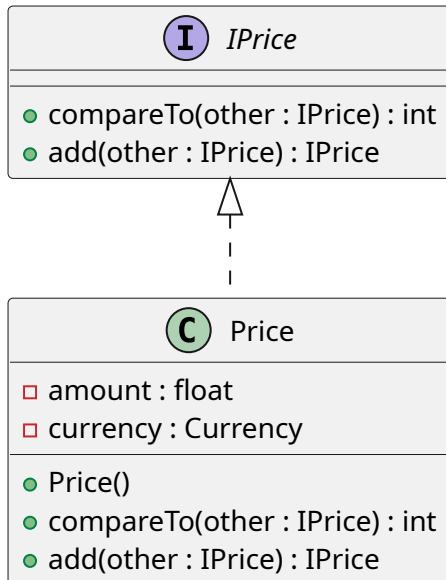 I IPrice
compareTo(other : IPrice) : int
add(other : IPrice) : IPrice
C Price
amount : float
currency : Currency
Price()
compareTo(other : IPrice) : int
add(other : IPrice) : IPrice